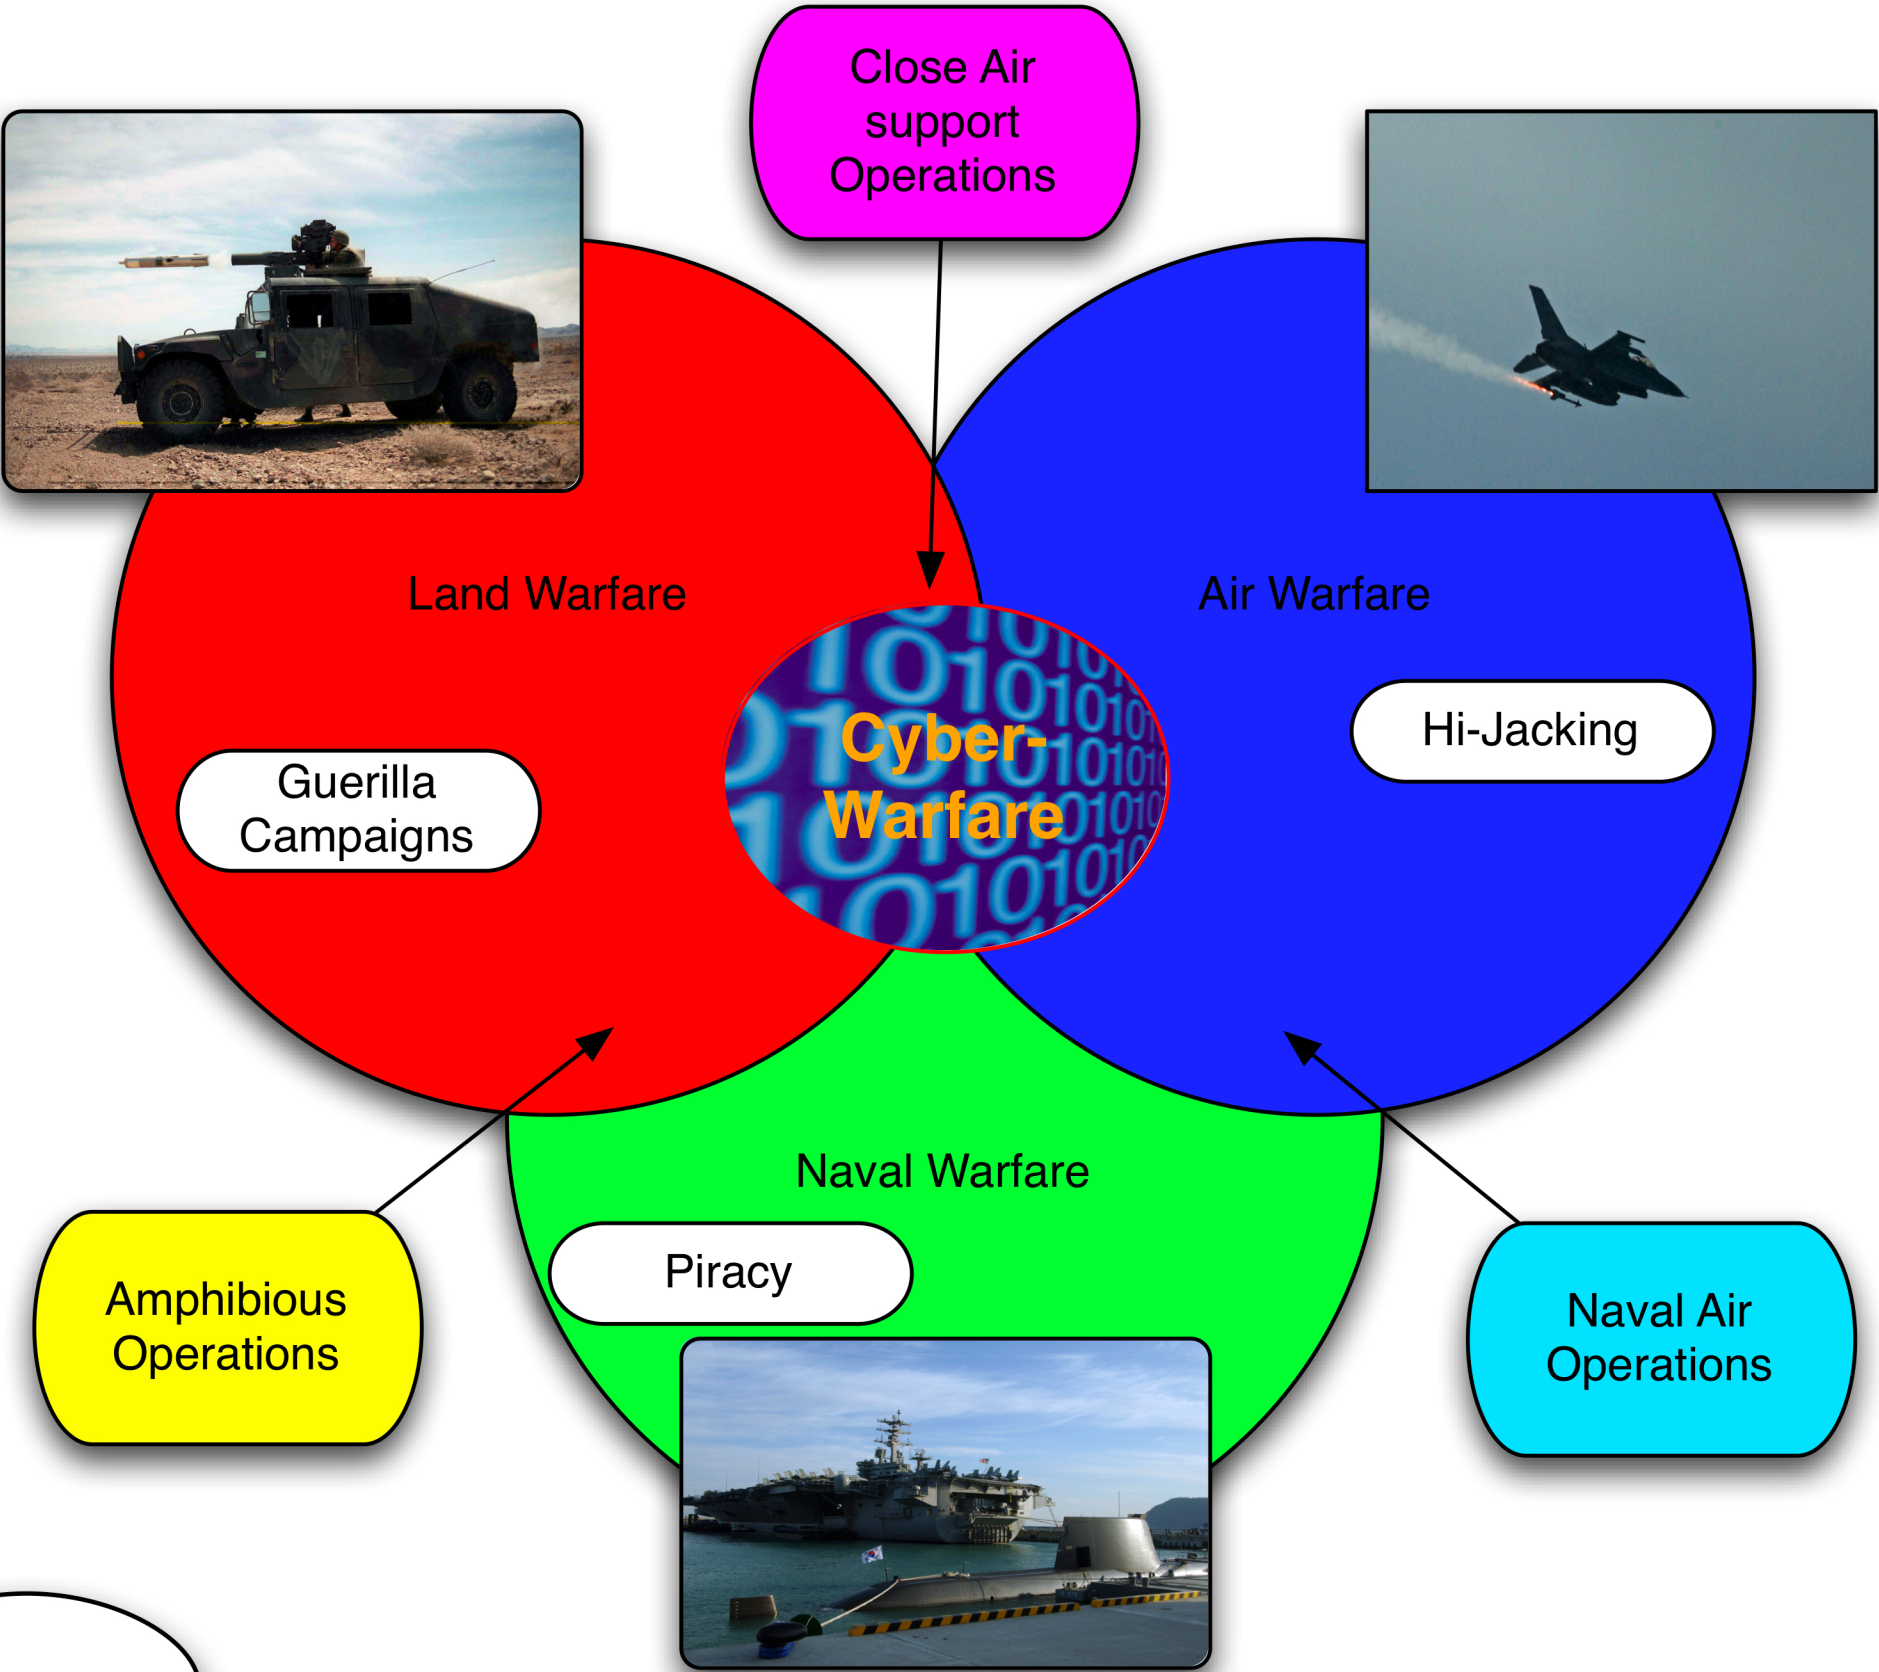 Close Air
support
Operations
Land Warfare
Air Warfare
Cyber-
Warfare
Hi-Jacking
Guerilla
Campaigns
Naval Warfare
Piracy
Amphibious
Operations
Naval Air
Operations